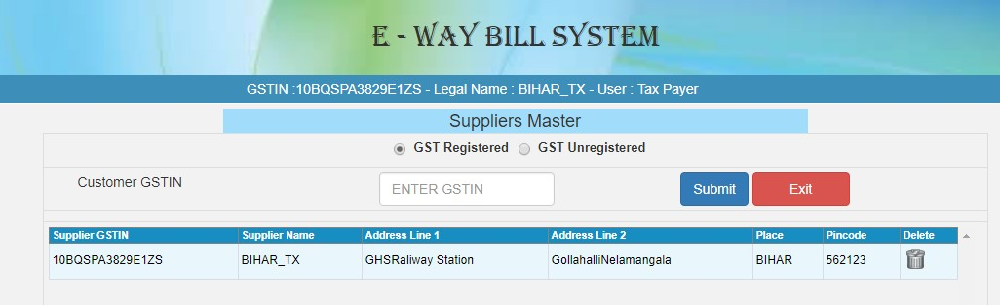 E - WAY BILL SYSTEM
GSTIN :10BQSPA3829E1ZS - Legal Name : BIHAR_TX - User : Tax Payer
Suppliers Master
GST Registered GST Unregistered
Customer GSTIN ENTER GSTIN Submit Exit
Supplier GSTIN Supplier Name Address Line 1 Address Line 2 Place Pincode Delete
10BQSPA3829E1ZS BIHAR_TX GHSRaliway Station GollahalliNelamangala BIHAR 562123